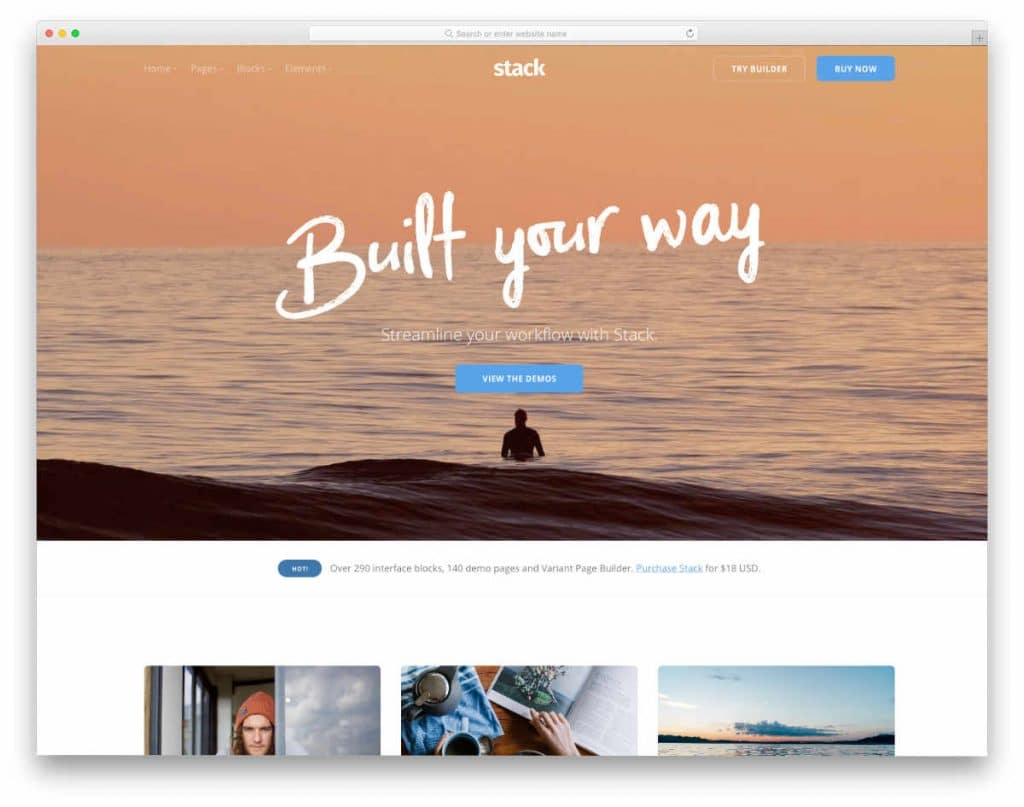 Search or enter website name
Home Pages Blocks Elements
stack
TRY BUILDER BUY NOW
Built your way
Streamline your workflow with Stack.
VIEW THE DEMOS
HOT! Over 290 interface blocks, 140 demo pages and Variant Page Builder. Purchase Stack for $18 USD.